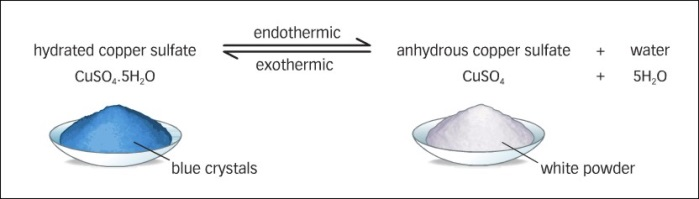 endothermic
hydrated copper sulfate ⇌ anhydrous copper sulfate + water
exothermic
CuSO₄.5H₂O CuSO₄ + 5H₂O
blue crystals white powder